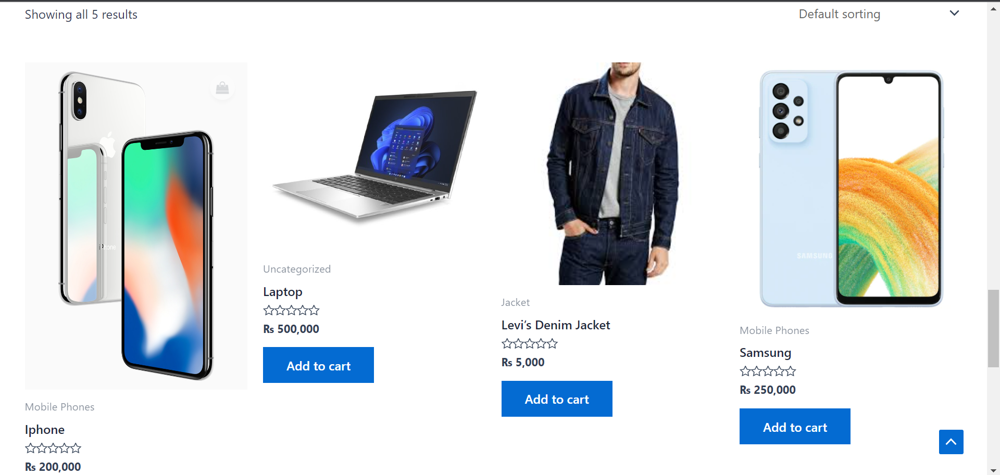 Showing all 5 results
Default sorting
iPhone
SAMSUNG
Mobile Phones
Iphone
Rs 200,000
Uncategorized
Laptop
Rs 500,000
Add to cart
Jacket
Levi’s Denim Jacket
Rs 5,000
Add to cart
Mobile Phones
Samsung
Rs 250,000
Add to cart